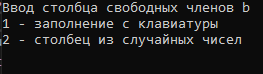 Ввод столбца свободных членов b
1 - заполнение с клавиатуры
2 - столбец из случайных чисел